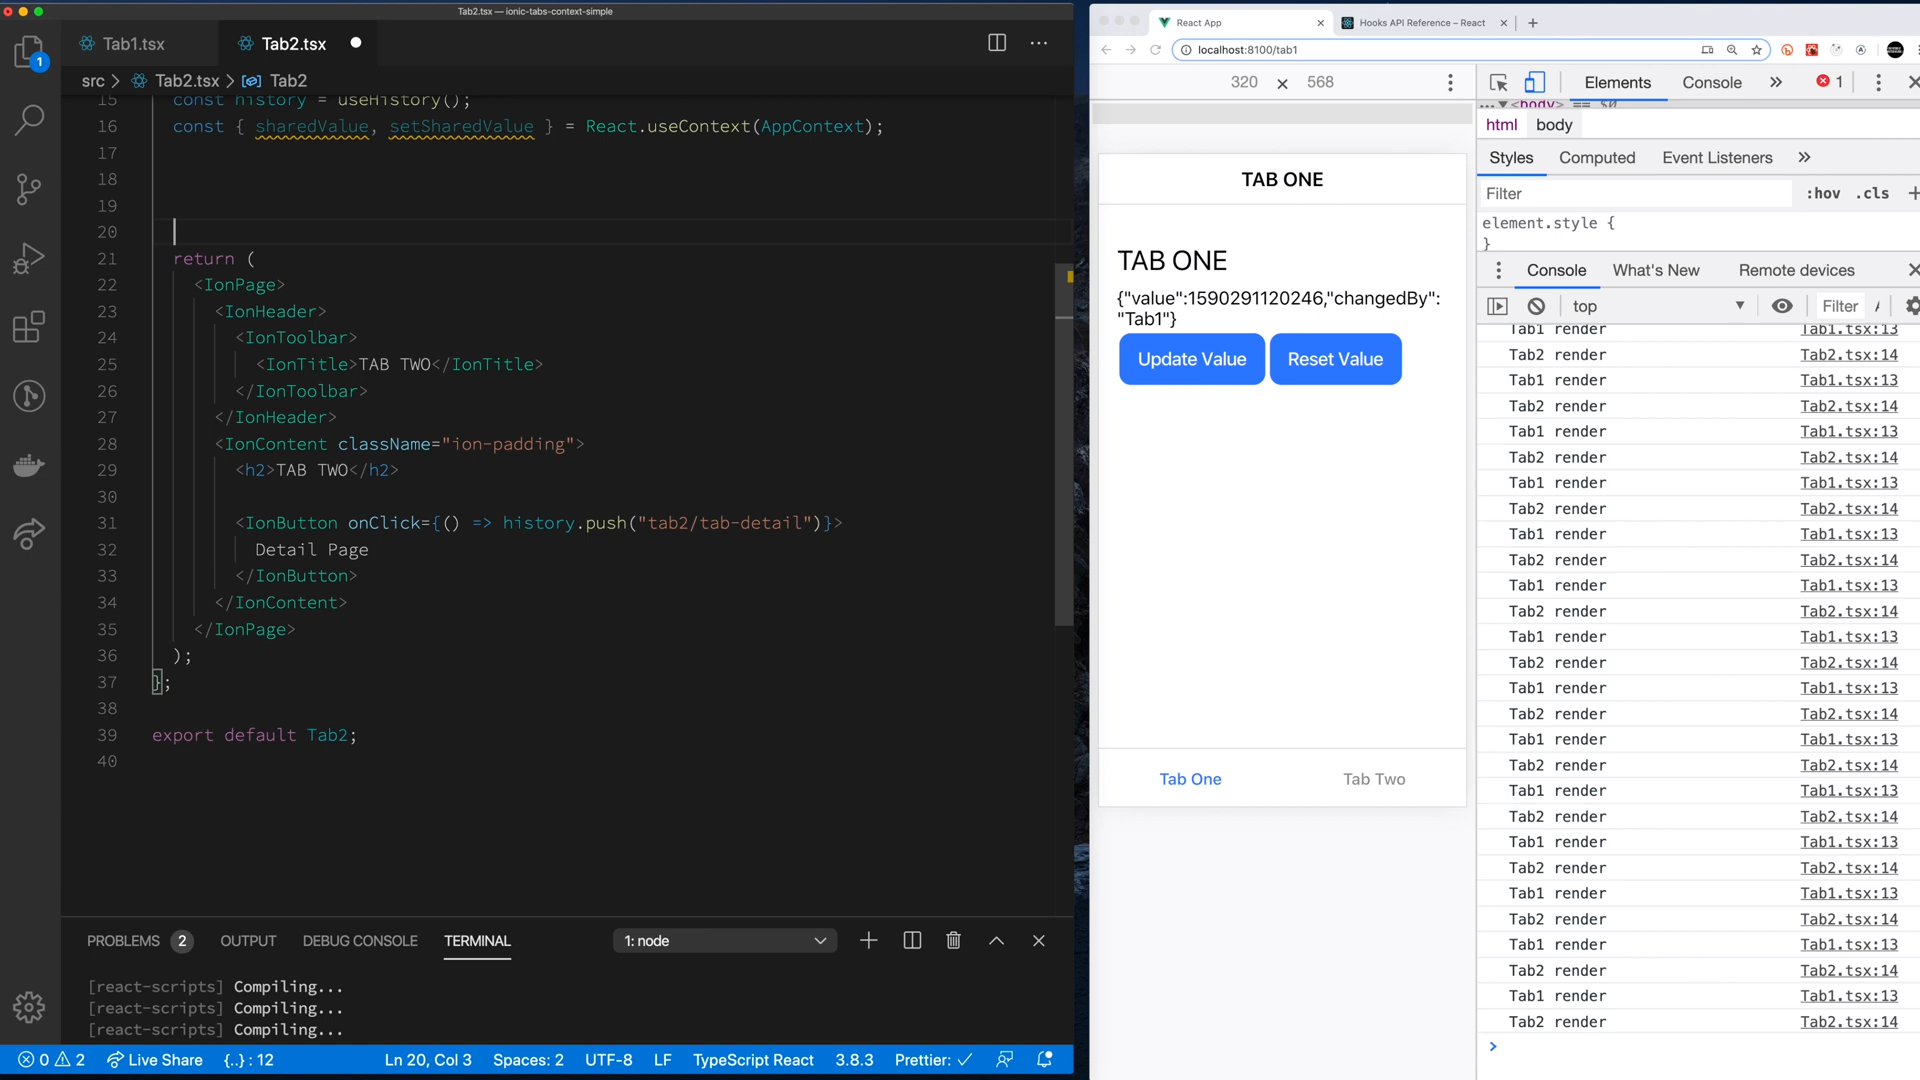 Tab2.tsx — ionic-tabs-context-simple
Tab1.tsx
Tab2.tsx
src > Tab2.tsx > Tab2
15 const history = useHistory();
16 const { sharedValue, setSharedValue } = React.useContext(AppContext);
17
18
19
20
21 return (
22 <IonPage>
23 <IonHeader>
24 <IonToolbar>
25 <IonTitle>TAB TWO</IonTitle>
26 </IonToolbar>
27 </IonHeader>
28 <IonContent className="ion-padding">
29 <h2>TAB TWO</h2>
30
31 <IonButton onClick={() => history.push("tab2/tab-detail")}>
32 Detail Page
33 </IonButton>
34 </IonContent>
35 </IonPage>
36 );
37 };
38
39 export default Tab2;
40
1
PROBLEMS 2 OUTPUT DEBUG CONSOLE TERMINAL 1: node
[react-scripts] Compiling...
[react-scripts] Compiling...
[react-scripts] Compiling...
0 2 Live Share {..} : 12 Ln 20, Col 3 Spaces: 2 UTF-8 LF TypeScript React 3.8.3 Prettier: ✓
React App
Hooks API Reference – React
localhost:8100/tab1
320 × 568
TAB ONE
TAB ONE
{"value":1590291120246,"changedBy":
"Tab1"}
Update Value Reset Value
Tab One Tab Two
Elements Console » 1
<body> == $0
html body
Styles Computed Event Listeners »
Filter :hov .cls +
element.style {
}
Console What's New Remote devices
top Filter
Tab1 render Tab1.tsx:13
Tab2 render Tab2.tsx:14
Tab1 render Tab1.tsx:13
Tab2 render Tab2.tsx:14
Tab1 render Tab1.tsx:13
Tab2 render Tab2.tsx:14
Tab1 render Tab1.tsx:13
Tab2 render Tab2.tsx:14
Tab1 render Tab1.tsx:13
Tab2 render Tab2.tsx:14
Tab1 render Tab1.tsx:13
Tab2 render Tab2.tsx:14
Tab1 render Tab1.tsx:13
Tab2 render Tab2.tsx:14
Tab1 render Tab1.tsx:13
Tab2 render Tab2.tsx:14
Tab1 render Tab1.tsx:13
Tab2 render Tab2.tsx:14
Tab1 render Tab1.tsx:13
Tab2 render Tab2.tsx:14
Tab1 render Tab1.tsx:13
Tab2 render Tab2.tsx:14
Tab1 render Tab1.tsx:13
Tab2 render Tab2.tsx:14
Tab1 render Tab1.tsx:13
Tab2 render Tab2.tsx:14
Tab1 render Tab1.tsx:13
Tab2 render Tab2.tsx:14
>